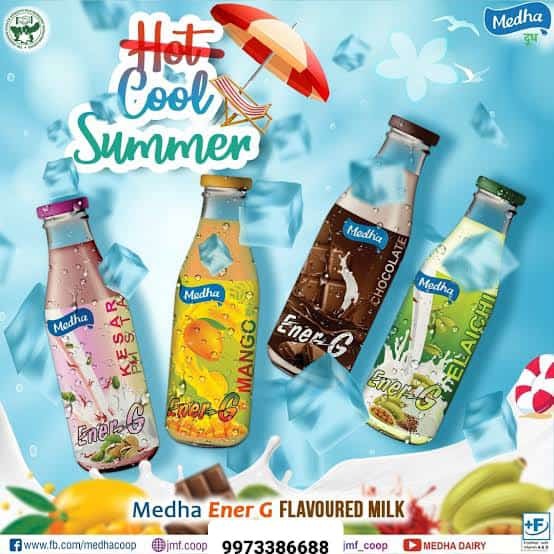 Hot
Cool
Summer
Medha
दूध
Medha
KESAR
PISTA
Ener-G
Medha
MANGO
Ener-G
Medha
CHOCOLATE
Ener-G
Medha
ELAICHI
Ener-G
Medha Ener G FLAVOURED MILK
www.fb.com/medhacoop
jmf.coop
9973386688
jmf_coop
MEDHA DAIRY
+F